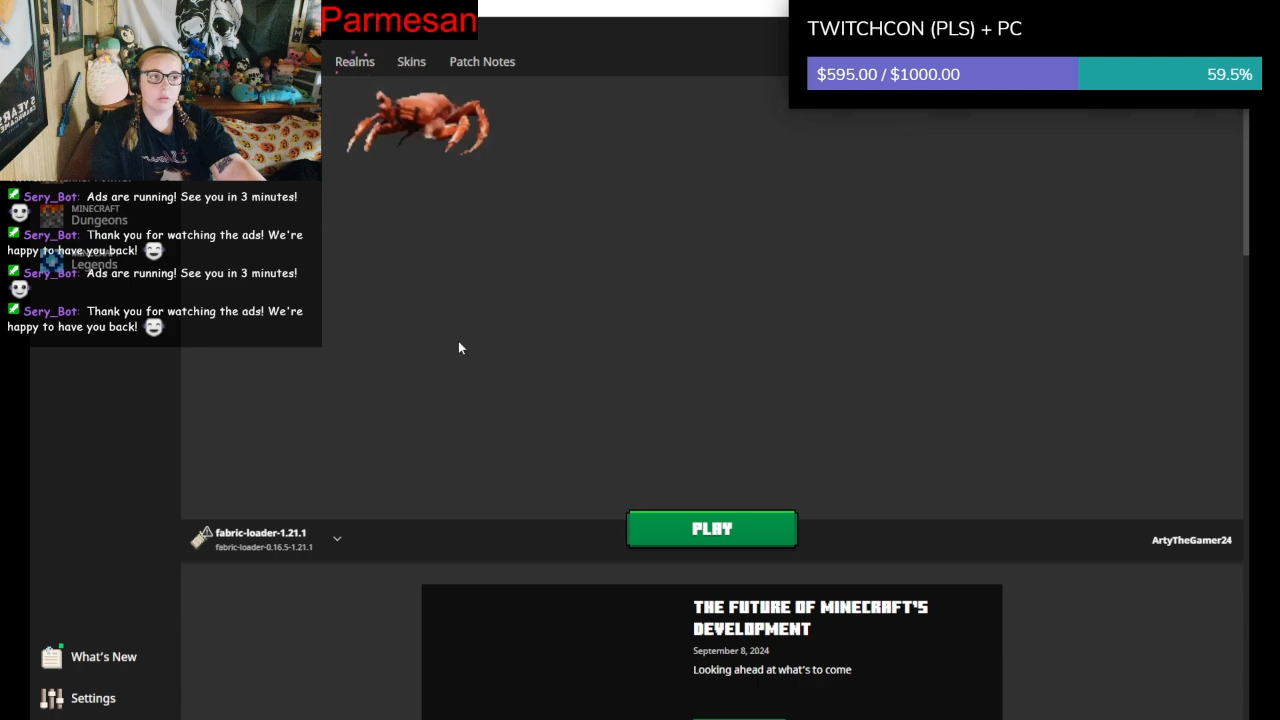 Parmesan
TWITCHCON (PLS) + PC
$595.00 / $1000.00
59.5%
Realms
Skins
Patch Notes
Sery_Bot: Ads are running! See you in 3 minutes!
MINECRAFT
Dungeons
Sery_Bot: Thank you for watching the ads! We're
happy to have you back!
Legends
Sery_Bot: Ads are running! See you in 3 minutes!
Sery_Bot: Thank you for watching the ads! We're
happy to have you back!
fabric-loader-1.21.1
fabric-loader-0.16.5-1.21.1
PLAY
ArtyTheGamer24
THE FUTURE OF MINECRAFT'S
DEVELOPMENT
September 8, 2024
Looking ahead at what's to come
What's New
Settings